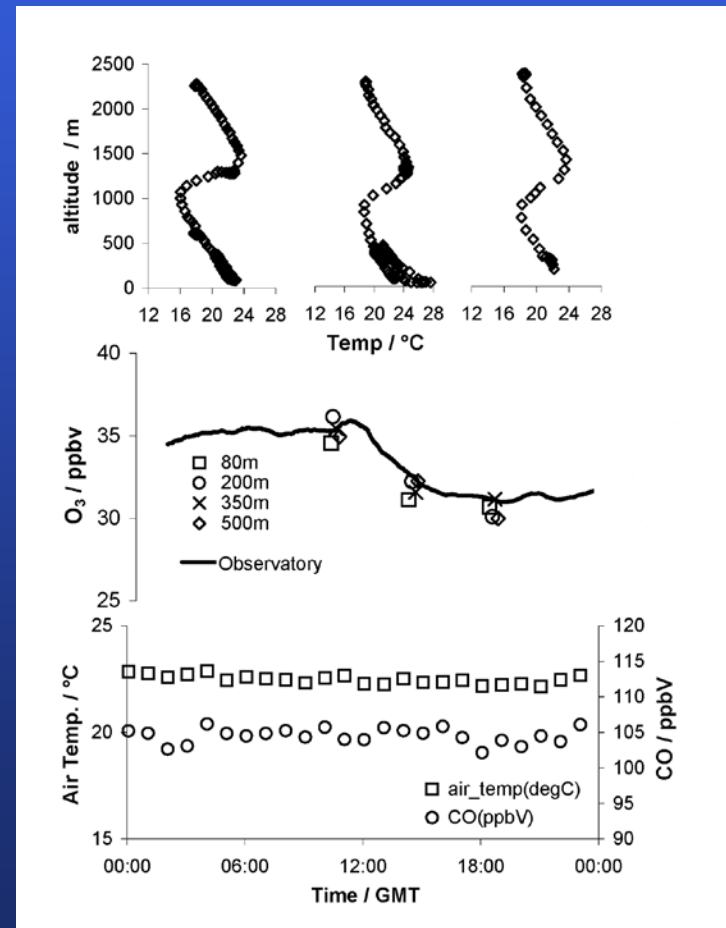 2500
2000
1500
1000
500
0
altitude / m
12 16 20 24 28
12 16 20 24 28
12 16 20 24 28
Temp / °C
40
35
30
25
O3 / ppbv
80m
200m
350m
500m
Observatory
25
20
15
Air Temp. / °C
120
115
110
105
100
95
90
CO / ppbV
air_temp(degC)
CO(ppbV)
00:00 06:00 12:00 18:00 00:00
Time / GMT